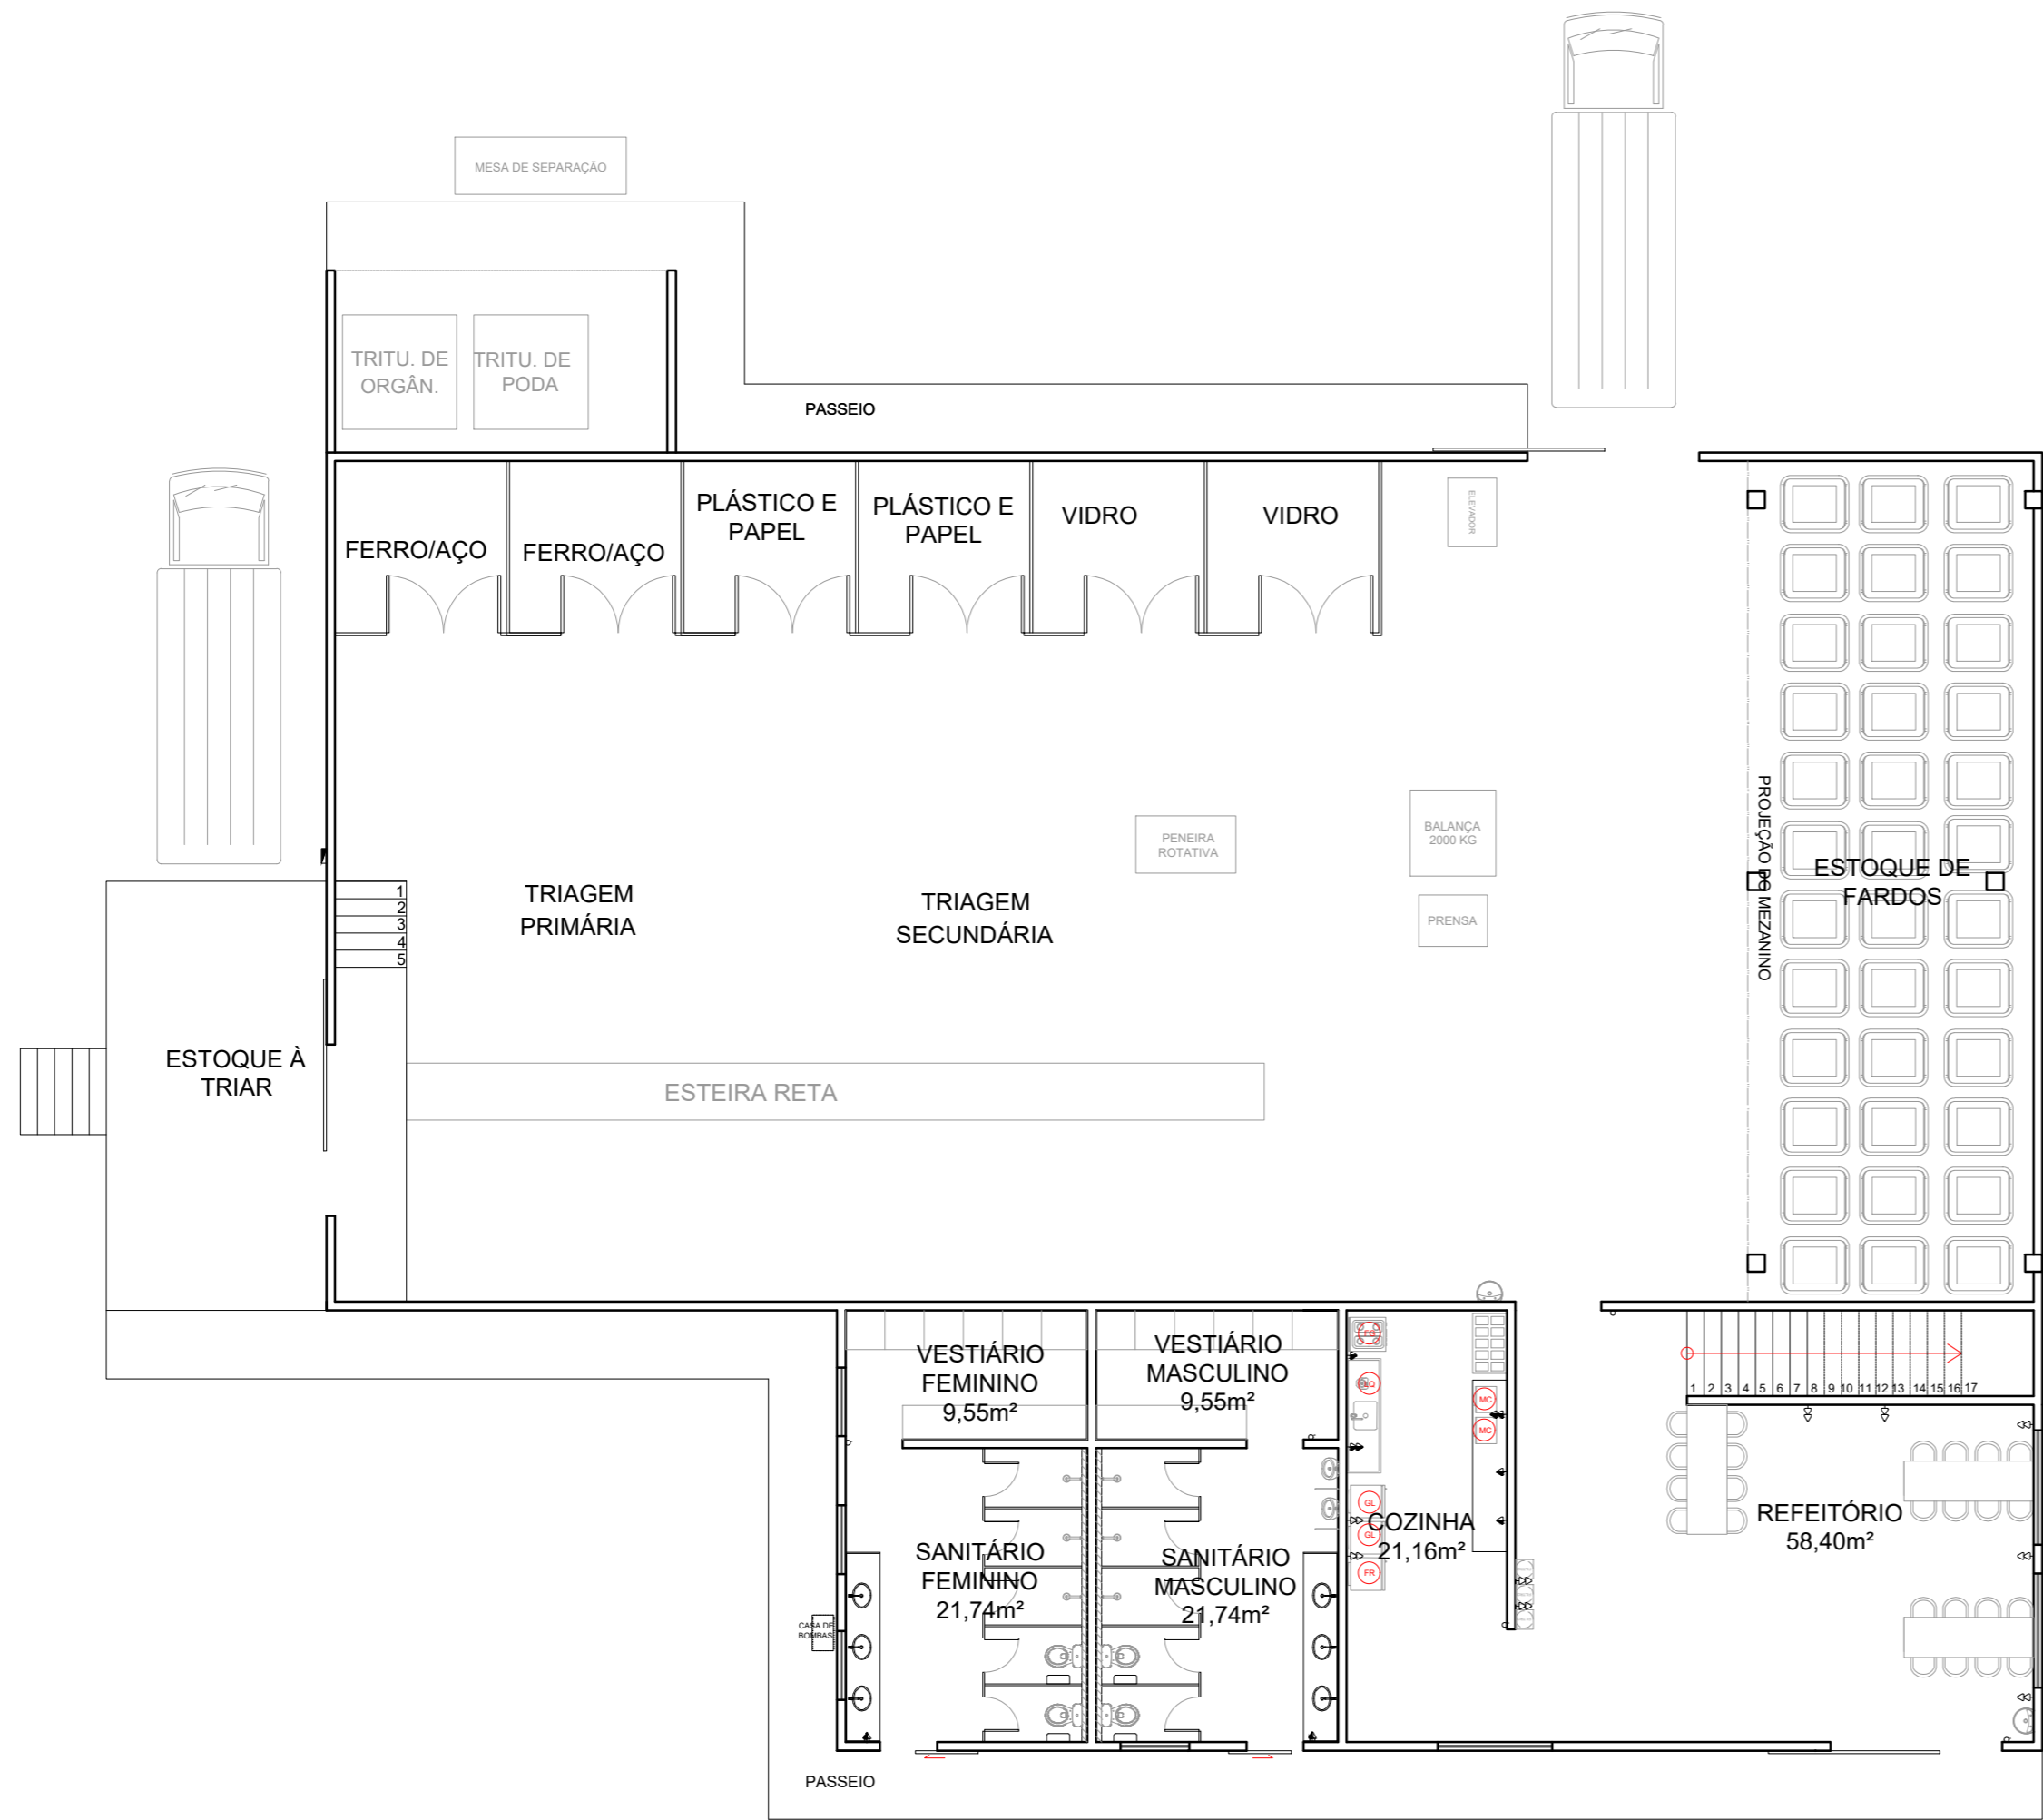 MESA DE SEPARAÇÃO
TRITU. DE
ORGÂN.
TRITU. DE
PODA
PASSEIO
FERRO/AÇO
FERRO/AÇO
PLÁSTICO E
PAPEL
PLÁSTICO E
PAPEL
VIDRO
VIDRO
ELEVADOR
PENEIRA
ROTATIVA
BALANÇA
2000 KG
PRENSA
PROJEÇÃO DO MEZANINO
ESTOQUE DE
FARDOS
1
2
3
4
5
TRIAGEM
PRIMÁRIA
TRIAGEM
SECUNDÁRIA
ESTOQUE À
TRIAR
ESTEIRA RETA
VESTIÁRIO
FEMININO
9,55m²
VESTIÁRIO
MASCULINO
9,55m²
FG
LQ
MC
MC
1 2 3 4 5 6 7 8 9 10 11 12 13 14 15 16 17
GL
GL
FR
COZINHA
21,16m²
REFEITÓRIO
58,40m²
SANITÁRIO
FEMININO
21,74m²
SANITÁRIO
MASCULINO
21,74m²
CASA DE
BOMBAS
PASSEIO